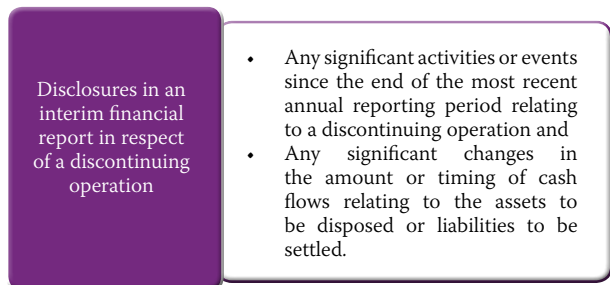 Disclosures in an
interim financial
report in respect
of a discontinuing
operation
• Any significant activities or events
since the end of the most recent
annual reporting period relating
to a discontinuing operation and
• Any significant changes in
the amount or timing of cash
flows relating to the assets to
be disposed or liabilities to be
settled.